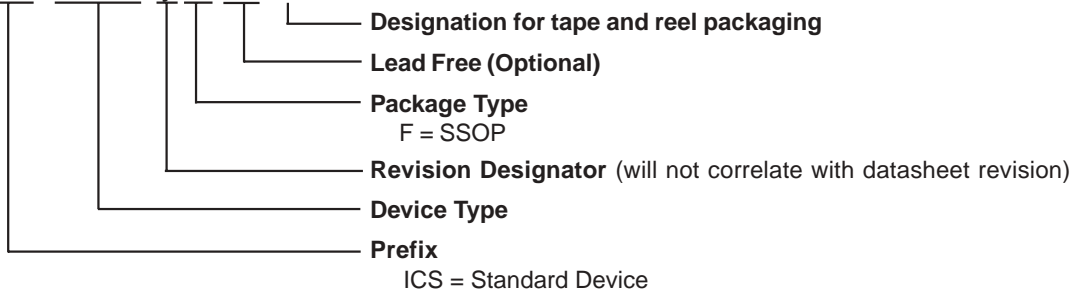 Designation for tape and reel packaging
Lead Free (Optional)
Package Type
F = SSOP
Revision Designator (will not correlate with datasheet revision)
Device Type
Prefix
ICS = Standard Device